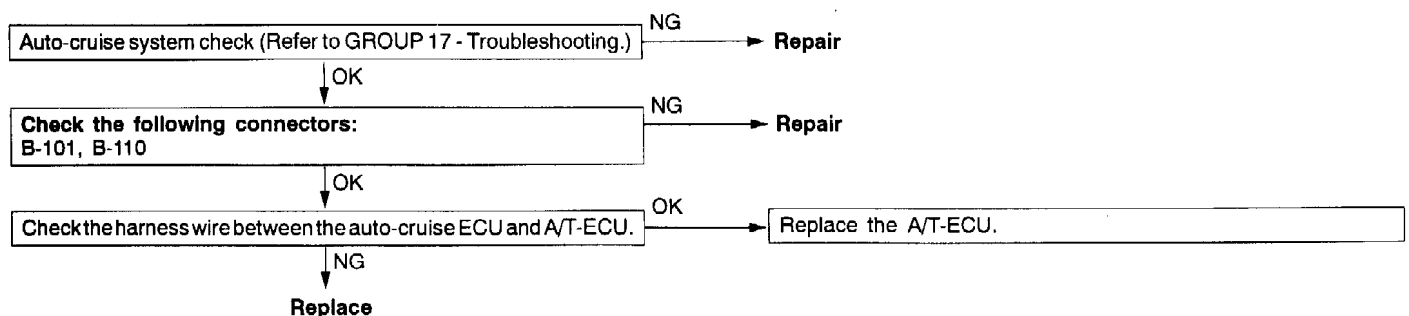 NG
Auto-cruise system check (Refer to GROUP 17 - Troubleshooting.)
Repair
OK
NG
Check the following connectors:
B-101, B-110
Repair
OK
OK
Check the harness wire between the auto-cruise ECU and A/T-ECU.
Replace the A/T-ECU.
NG
Replace